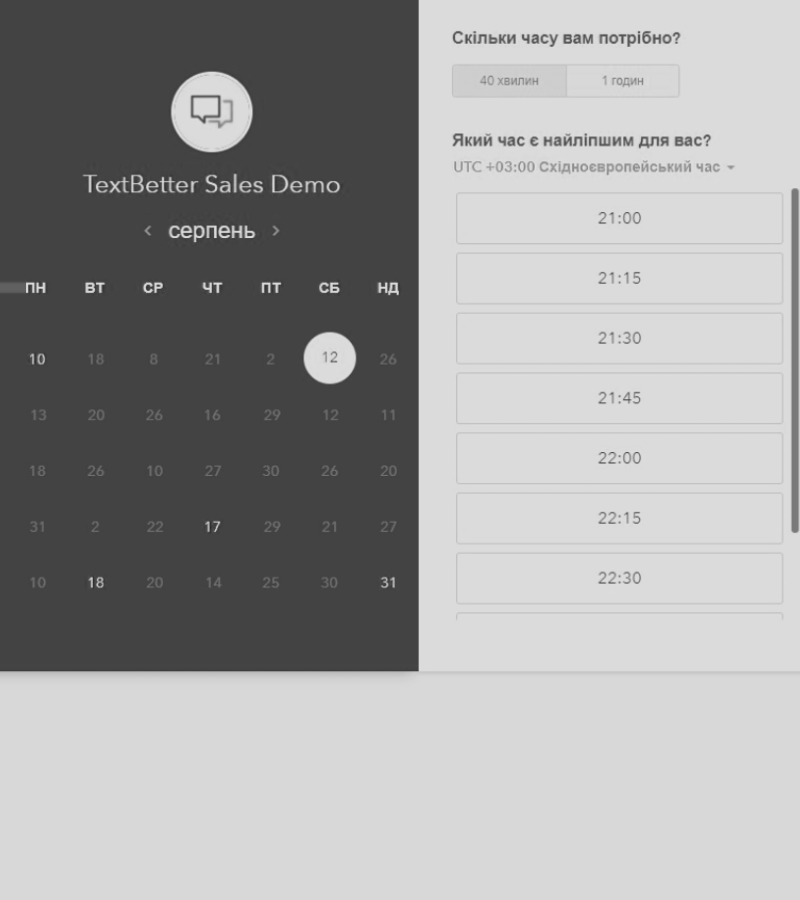 TextBetter Sales Demo
серпень
ПН ВТ СР ЧТ ПТ СБ НД
10 18 8 21 2 12 26
13 20 26 16 29 12 11
18 26 10 27 30 26 20
31 2 22 17 29 21 27
10 18 20 14 25 30 31
Скільки часу вам потрібно?
40 хвилин 1 годин
Який час є найліпшим для вас?
UTC +03:00 Східноєвропейський час
21:00
21:15
21:30
21:45
22:00
22:15
22:30